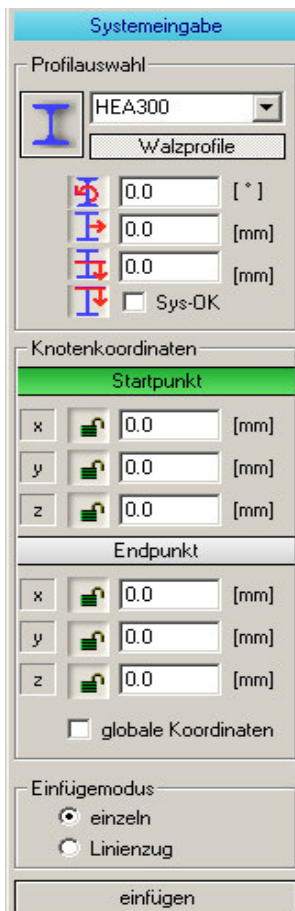 Systemeingabe
Profilauswahl
HEA300
Walzprofile
0.0 [°]
0.0 [mm]
0.0 [mm]
Sys-OK
Knotenkoordinaten
Startpunkt
x 0.0 [mm]
y 0.0 [mm]
z 0.0 [mm]
Endpunkt
x 0.0 [mm]
y 0.0 [mm]
z 0.0 [mm]
globale Koordinaten
Einfügemodus
einzeln
Linienzug
einfügen